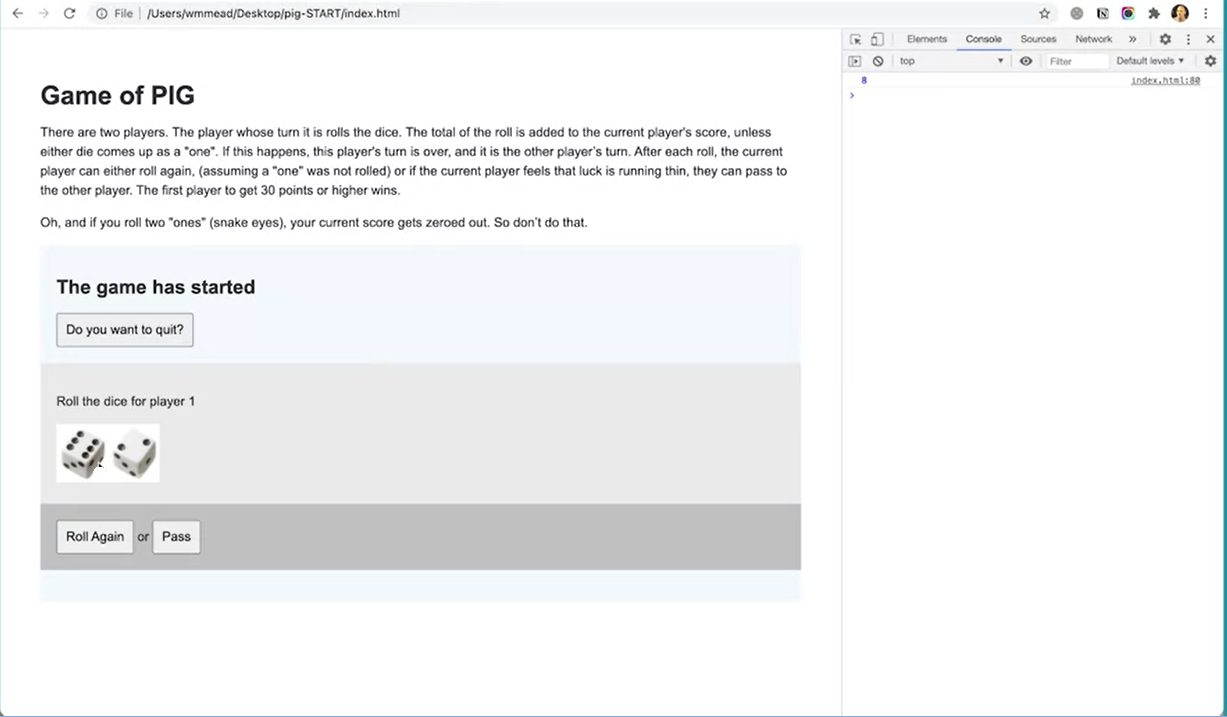 File /Users/wmmead/Desktop/pig-START/index.html
Elements Console Sources Network »
top Filter Default levels
8 index.html:80
Game of PIG
There are two players. The player whose turn it is rolls the dice. The total of the roll is added to the current player's score, unless
either die comes up as a "one". If this happens, this player's turn is over, and it is the other player's turn. After each roll, the current
player can either roll again, (assuming a "one" was not rolled) or if the current player feels that luck is running thin, they can pass to
the other player. The first player to get 30 points or higher wins.
Oh, and if you roll two "ones" (snake eyes), your current score gets zeroed out. So don't do that.
The game has started
Do you want to quit?
Roll the dice for player 1
Roll Again or Pass